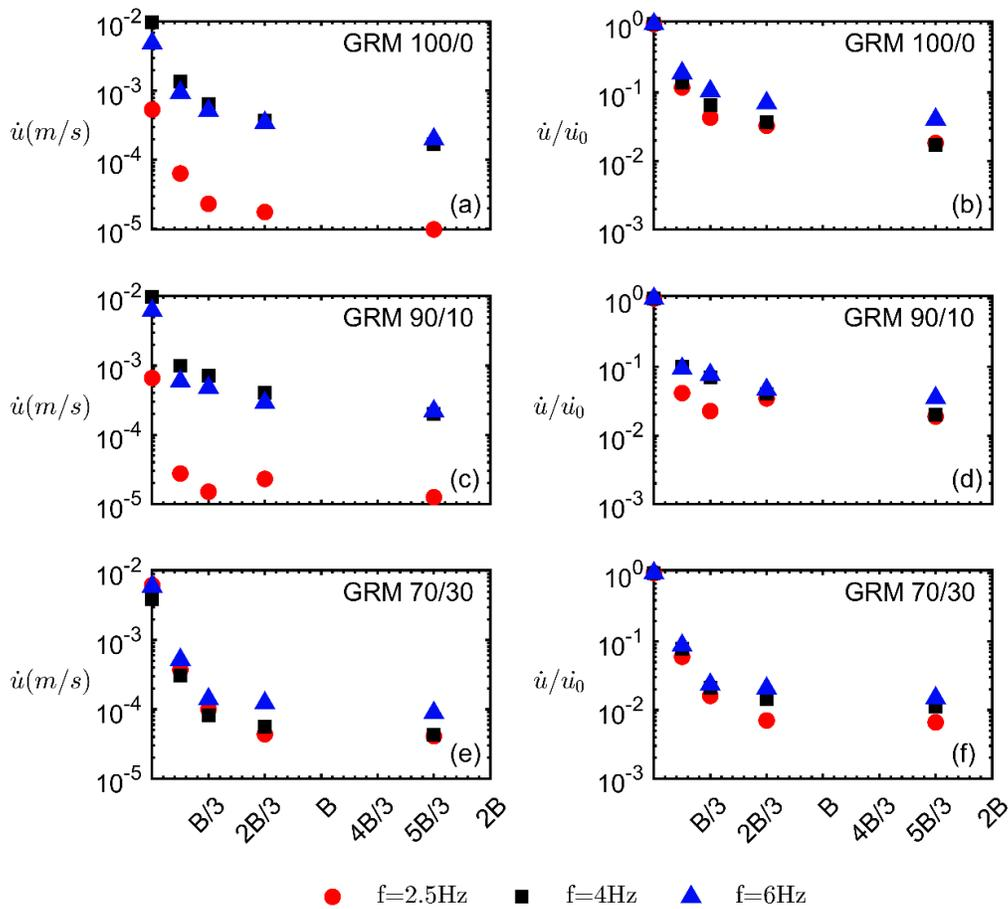 10^-2
10^-3
10^-4
10^-5
u̇(m/s)
GRM 100/0
(a)
10^0
10^-1
10^-2
10^-3
u̇/u̇_0
GRM 100/0
(b)
10^-2
10^-3
10^-4
10^-5
u̇(m/s)
GRM 90/10
(c)
10^0
10^-1
10^-2
10^-3
u̇/u̇_0
GRM 90/10
(d)
10^-2
10^-3
10^-4
10^-5
u̇(m/s)
GRM 70/30
(e)
B/3 2B/3 B 4B/3 5B/3 2B
10^0
10^-1
10^-2
10^-3
u̇/u̇_0
GRM 70/30
(f)
B/3 2B/3 B 4B/3 5B/3 2B
f=2.5Hz f=4Hz f=6Hz